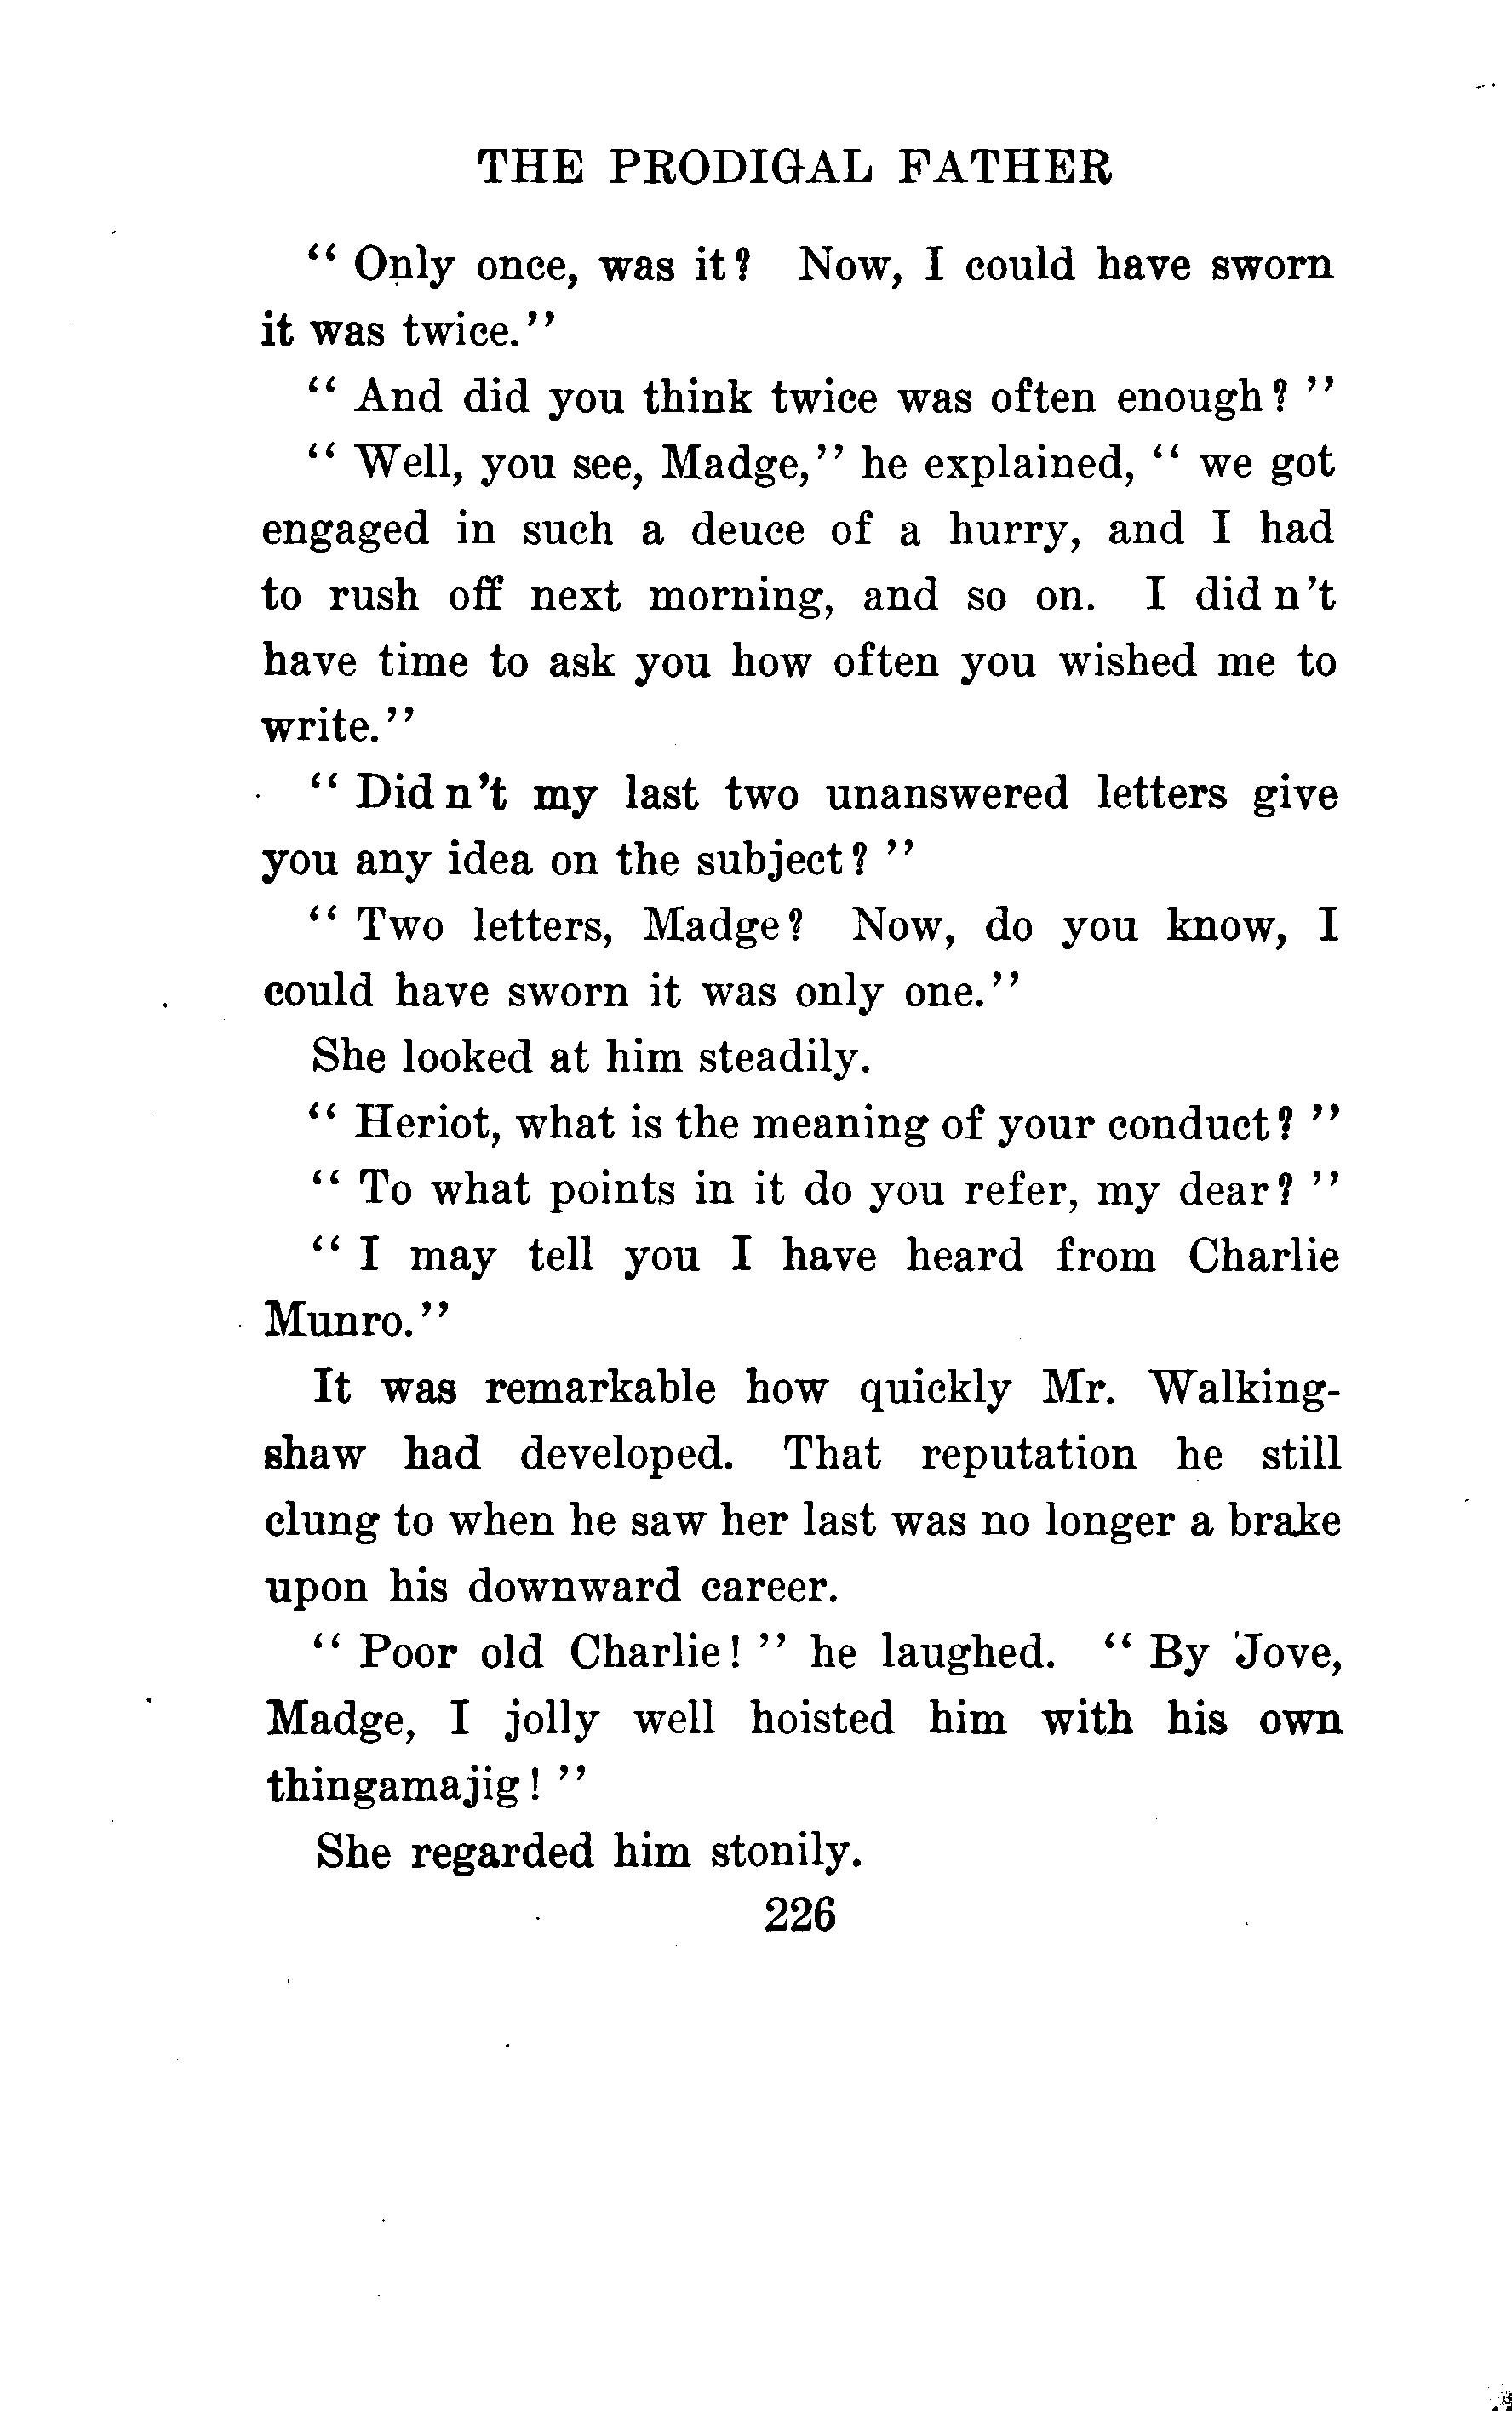 THE PRODIGAL FATHER
“ Only once, was it? Now, I could have sworn
it was twice.”
“ And did you think twice was often enough? ”
“ Well, you see, Madge,” he explained, “ we got
engaged in such a deuce of a hurry, and I had
to rush off next morning, and so on. I did n’t
have time to ask you how often you wished me to
write.”
“ Did n’t my last two unanswered letters give
you any idea on the subject? ”
“ Two letters, Madge? Now, do you know, I
could have sworn it was only one.”
She looked at him steadily.
“ Heriot, what is the meaning of your conduct? ”
“ To what points in it do you refer, my dear? ”
“ I may tell you I have heard from Charlie
Munro.”
It was remarkable how quickly Mr. Walking-
shaw had developed. That reputation he still
clung to when he saw her last was no longer a brake
upon his downward career.
“ Poor old Charlie! ” he laughed. “ By Jove,
Madge, I jolly well hoisted him with his own
thingamajig! ”
She regarded him stonily.
226